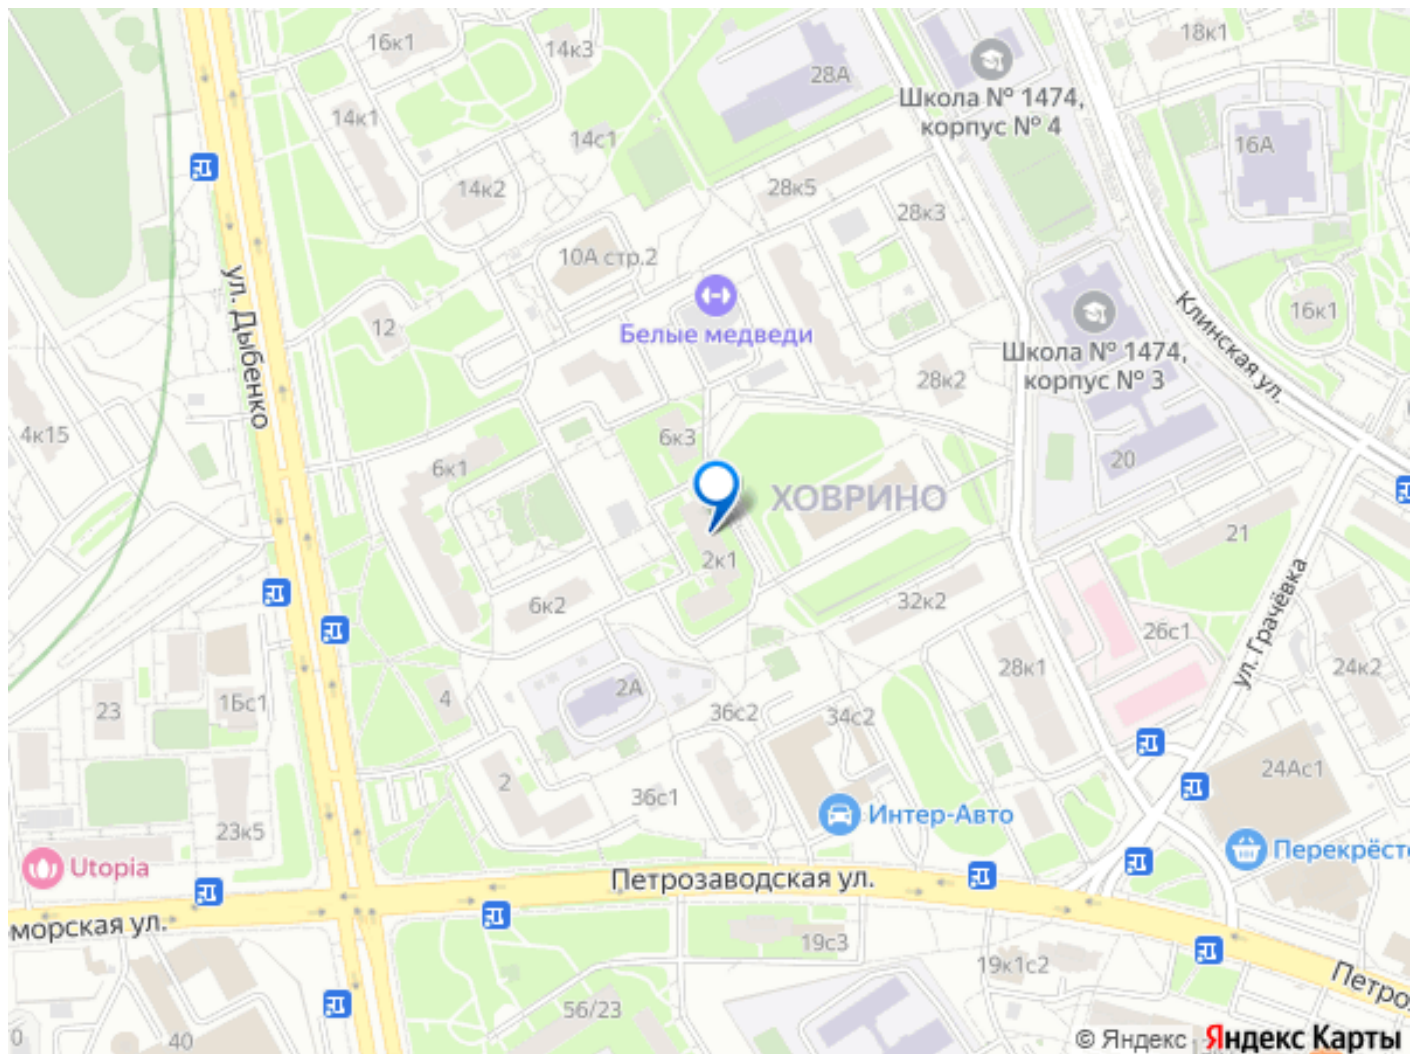 16к1
14к3
18к1
28А
Школа № 1474,
корпус № 4
14к1
14с1
16А
14к2
28к5
28к3
10А стр.2
ул. Дыбенко
Клинская ул.
16к1
12
Белые медведи
Школа № 1474,
корпус № 3
28к2
4к15
6к3
6к1
20
ХОВРИНО
21
2к1
6к2
32к2
ул. Грачёвка
26с1
24к2
28к1
2А
4
23
1Бс1
36с2
34с2
2
24Ас1
36с1
23к5
Интер-Авто
Перекрёст
Utopia
Петрозаводская ул.
морская ул.
19с3
19к1с2
Петро
56/23
0
40
© Яндекс
Яндекс Карты